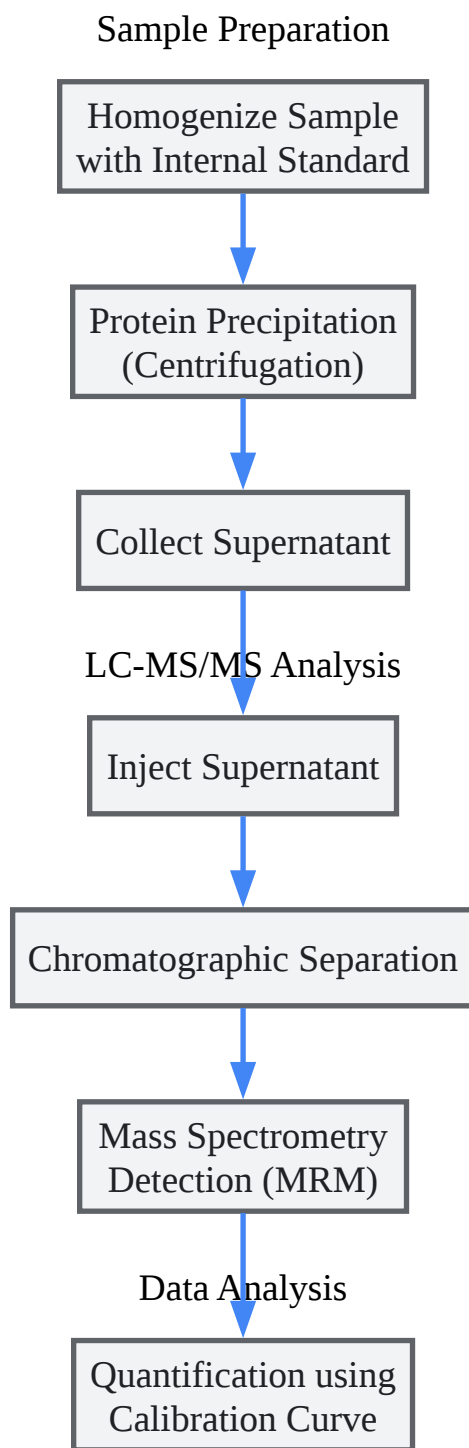 Sample Preparation
Homogenize Sample
with Internal Standard
Protein Precipitation
(Centrifugation)
Collect Supernatant
LC-MS/MS Analysis
Inject Supernatant
Chromatographic Separation
Mass Spectrometry
Detection (MRM)
Data Analysis
Quantification using
Calibration Curve